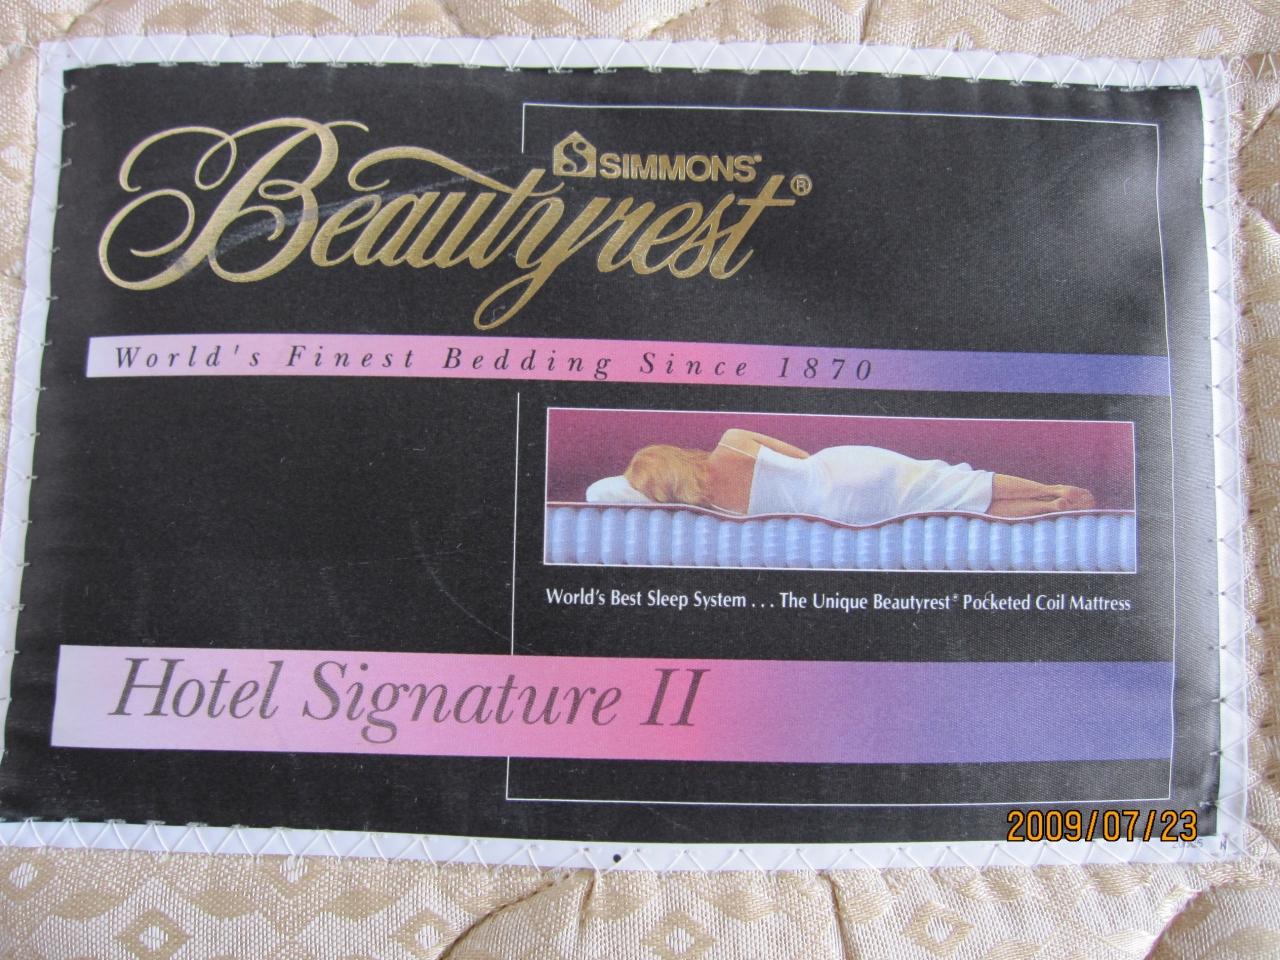 SIMMONS®
Beautyrest®
World's Finest Bedding Since 1870
World's Best Sleep System . . . The Unique Beautyrest® Pocketed Coil Mattress
Hotel Signature II
2009/07/23